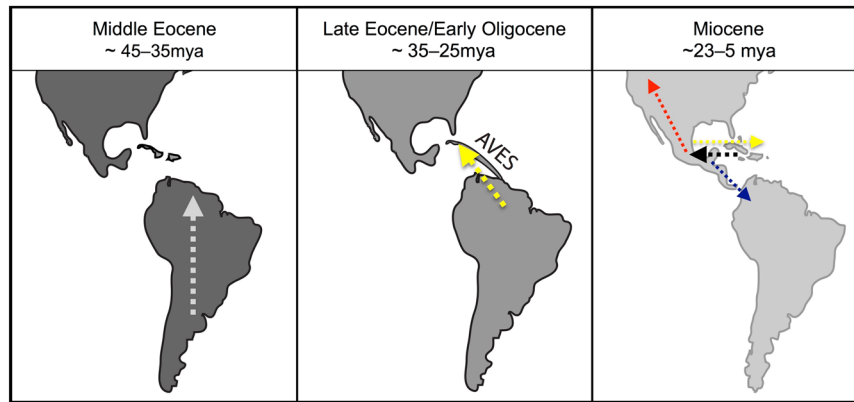 Middle Eocene
~ 45–35mya
Late Eocene/Early Oligocene
~ 35–25mya
Miocene
~23–5 mya
AVES